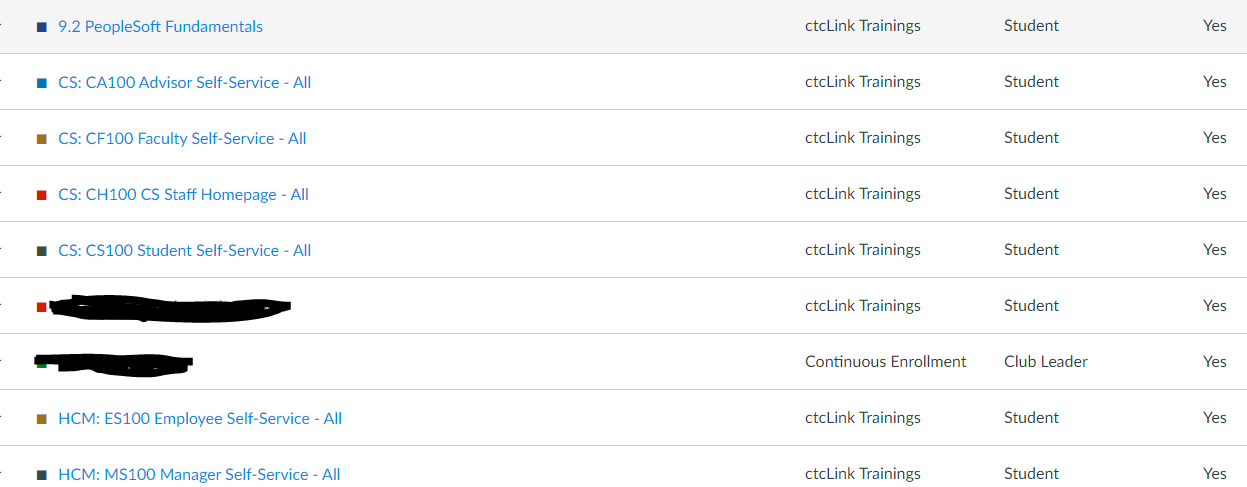 9.2 PeopleSoft Fundamentals ctcLink Trainings Student Yes
CS: CA100 Advisor Self-Service - All ctcLink Trainings Student Yes
CS: CF100 Faculty Self-Service - All ctcLink Trainings Student Yes
CS: CH100 CS Staff Homepage - All ctcLink Trainings Student Yes
CS: CS100 Student Self-Service - All ctcLink Trainings Student Yes
ctcLink Trainings Student Yes
Continuous Enrollment Club Leader Yes
HCM: ES100 Employee Self-Service - All ctcLink Trainings Student Yes
HCM: MS100 Manager Self-Service - All ctcLink Trainings Student Yes